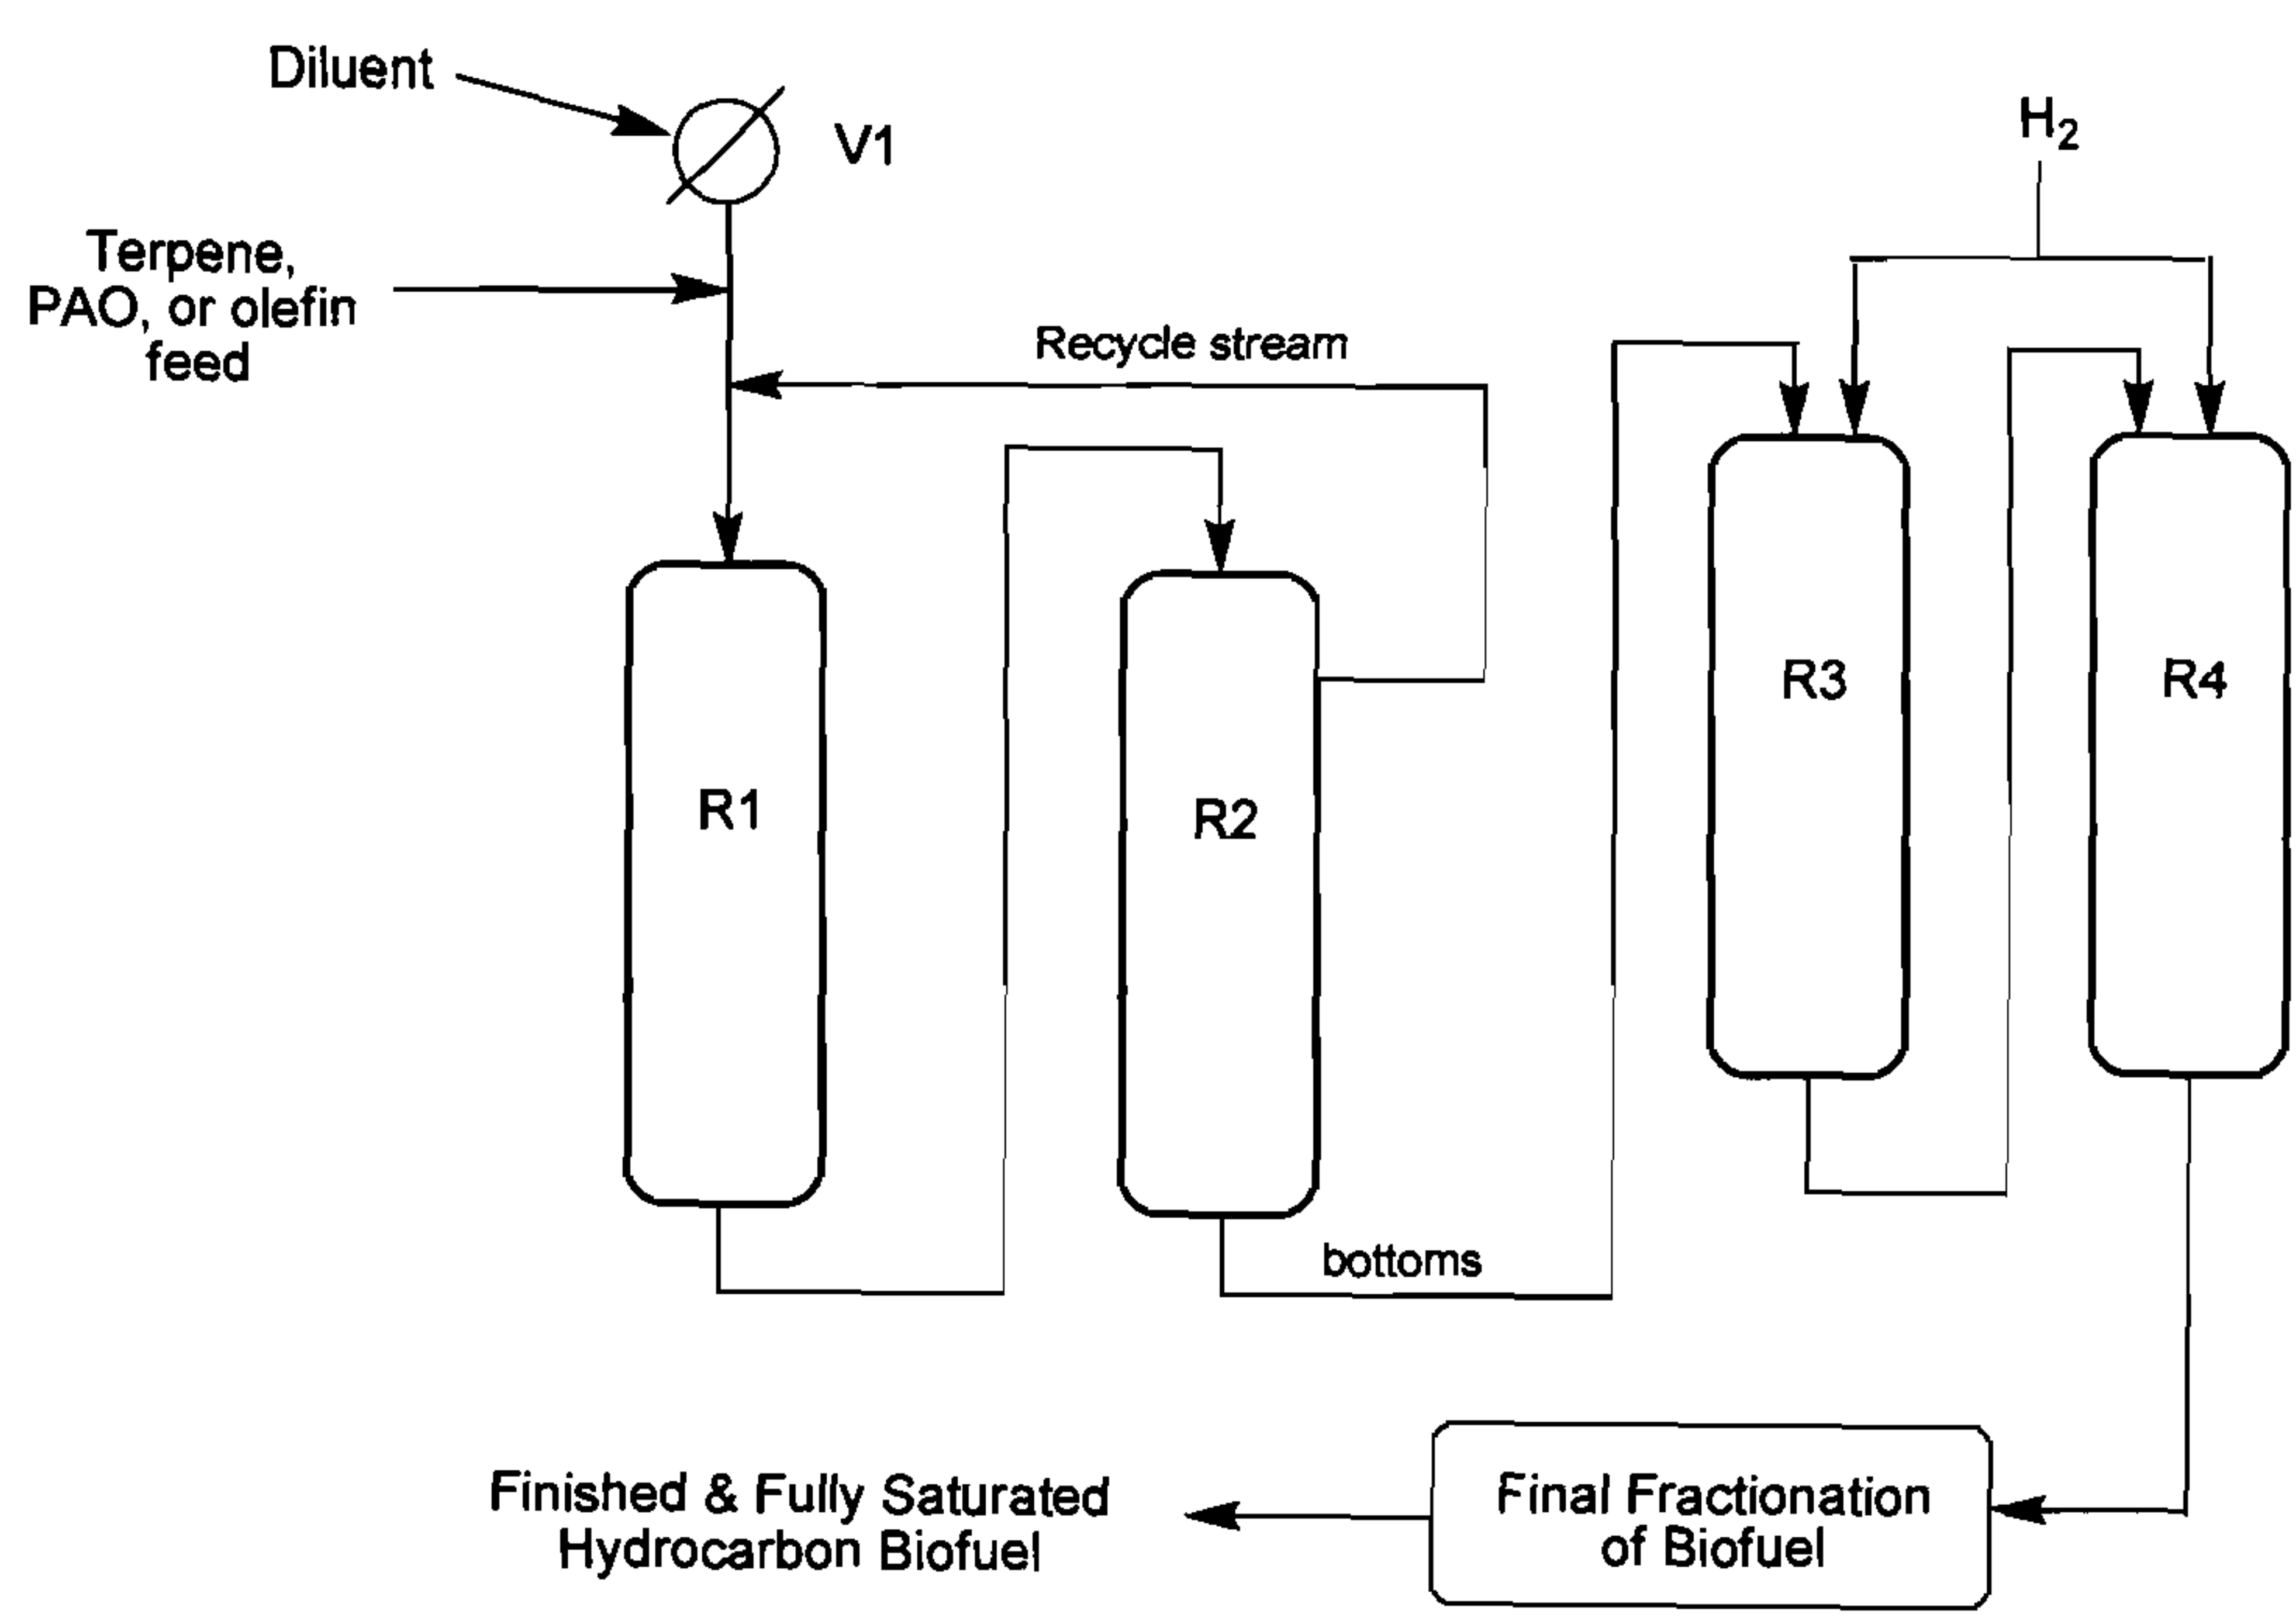 Diluent
V1
H₂
Terpene,
PAO, or olefin
feed
Recycle stream
R1
R2
R3
R4
bottoms
Finished & Fully Saturated
Hydrocarbon Biofuel
Final Fractionation
of Biofuel